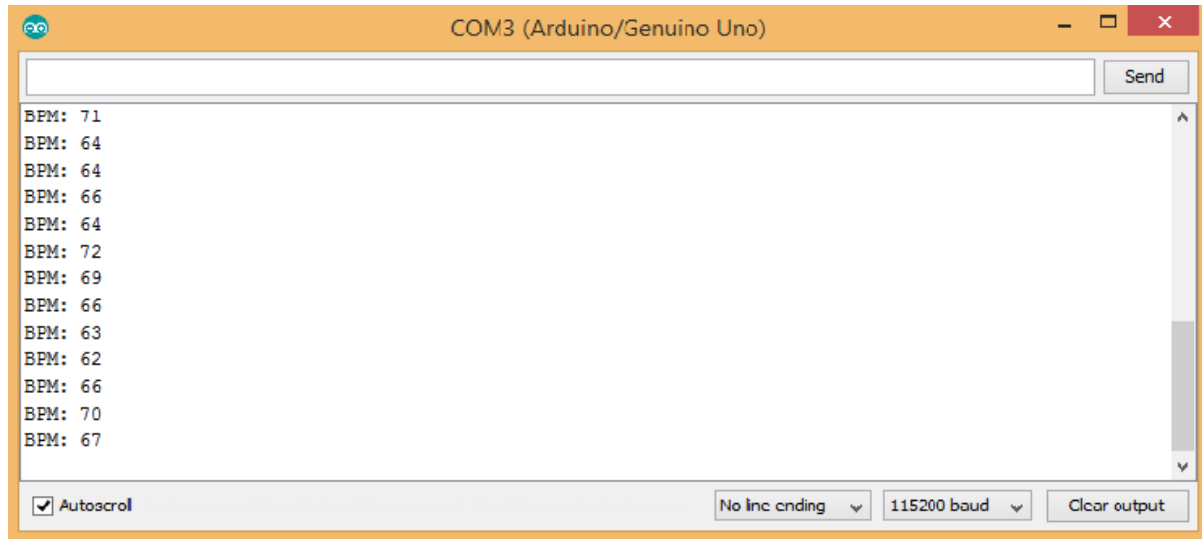 COM3 (Arduino/Genuino Uno)
Send
BPM: 71
BPM: 64
BPM: 64
BPM: 66
BPM: 64
BPM: 72
BPM: 69
BPM: 66
BPM: 63
BPM: 62
BPM: 66
BPM: 70
BPM: 67
Autoscroll
No line ending
115200 baud
Clear output